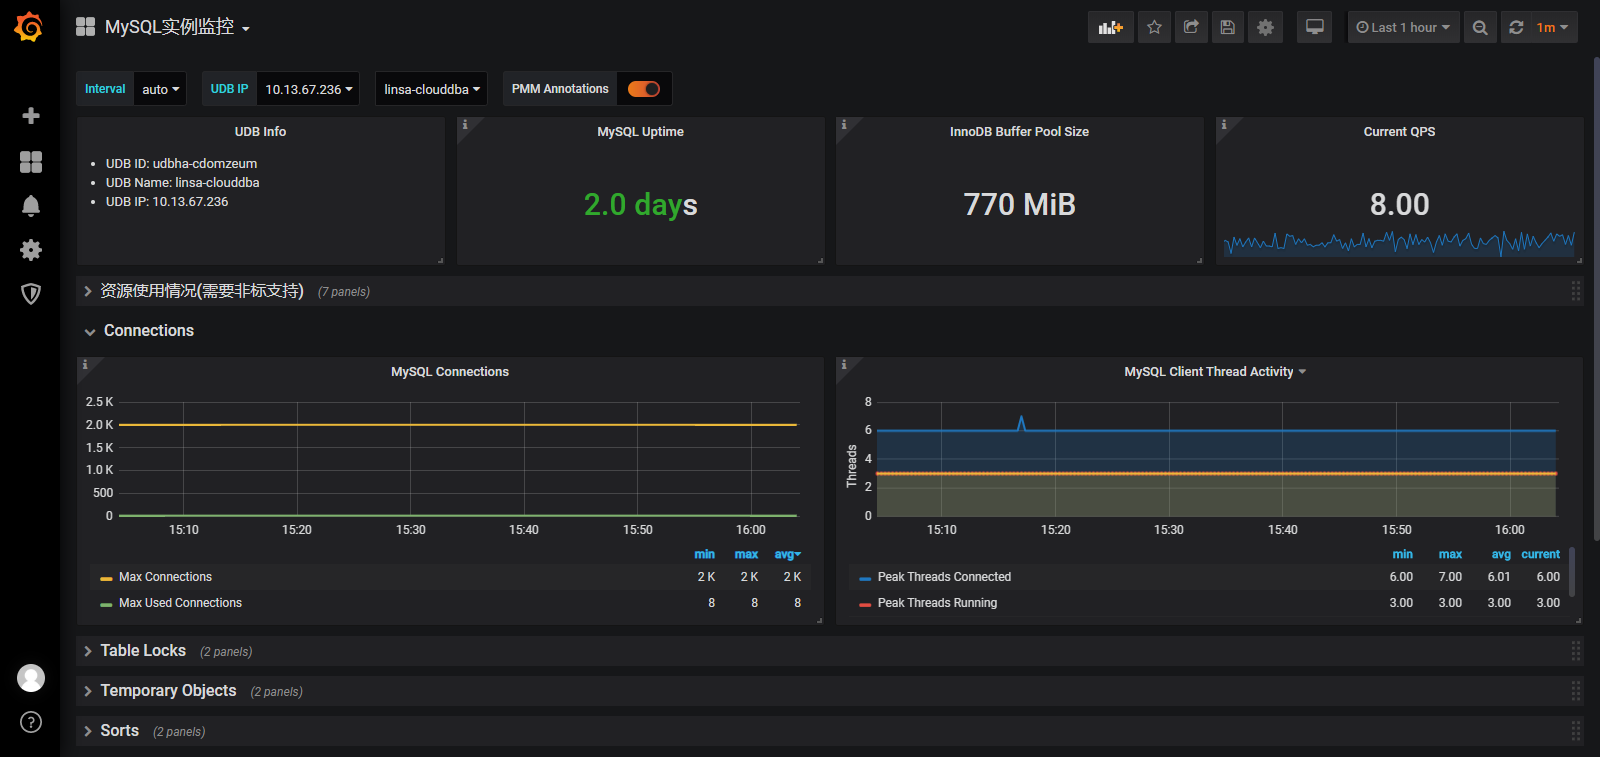 MySQL实例监控
Last 1 hour
1m
Interval auto
UDB IP 10.13.67.236
linsa-clouddba
PMM Annotations
UDB Info
UDB ID: udbha-cdomzeum
UDB Name: linsa-clouddba
UDB IP: 10.13.67.236
MySQL Uptime
2.0 days
InnoDB Buffer Pool Size
770 MiB
Current QPS
8.00
资源使用情况(需要非标支持) (7 panels)
Connections
MySQL Connections
2.5 K
2.0 K
1.5 K
1.0 K
500
0
15:10 15:20 15:30 15:40 15:50 16:00
min max avg
Max Connections 2 K 2 K 2 K
Max Used Connections 8 8 8
MySQL Client Thread Activity
Threads
8
6
4
2
0
15:10 15:20 15:30 15:40 15:50 16:00
min max avg current
Peak Threads Connected 6.00 7.00 6.01 6.00
Peak Threads Running 3.00 3.00 3.00 3.00
Table Locks (2 panels)
Temporary Objects (2 panels)
Sorts (2 panels)